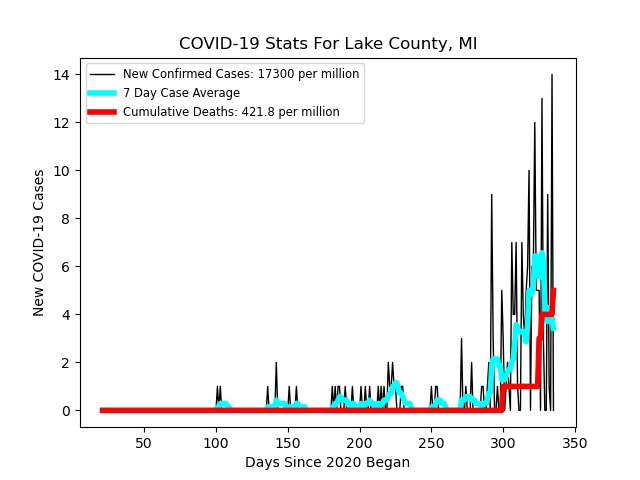 COVID-19 Stats For Lake County, MI
New Confirmed Cases: 17300 per million
7 Day Case Average
Cumulative Deaths: 421.8 per million
New COVID-19 Cases
14
12
10
8
6
4
2
0
50 100 150 200 250 300 350
Days Since 2020 Began